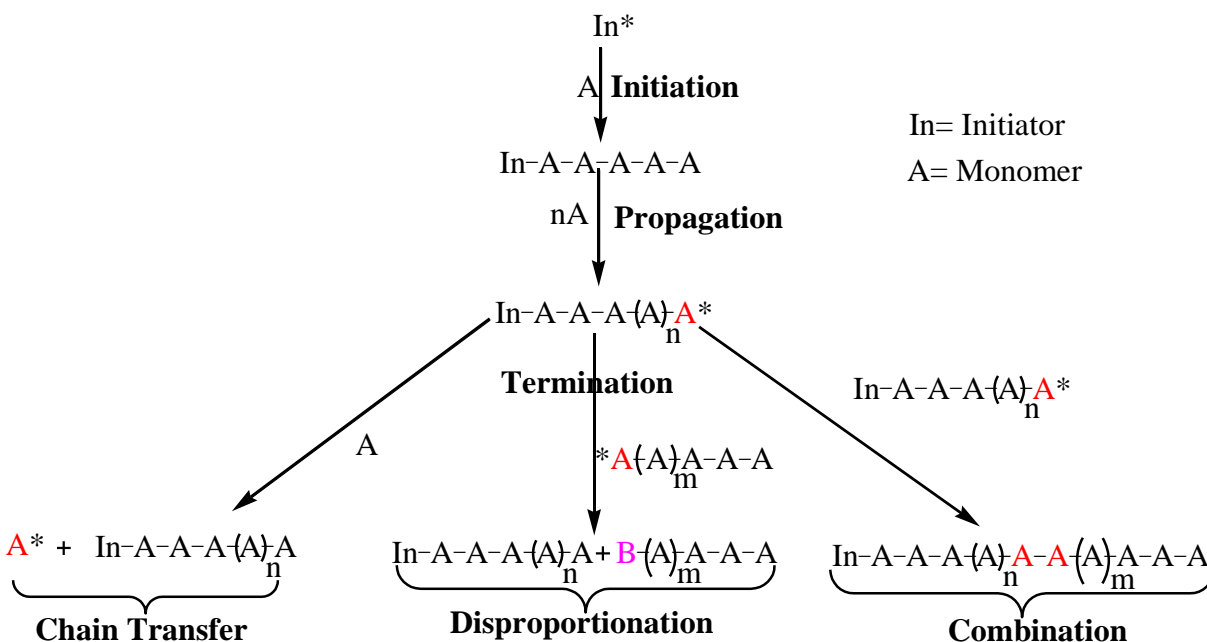 In*
A Initiation
In= Initiator
A= Monomer
In-A-A-A-A-A
nA Propagation
In-A-A-A-(A)n-A*
Termination
In-A-A-A-(A)n-A*
A
*A-(A)m-A-A-A
A* + In-A-A-A-(A)n-A
In-A-A-A-(A)n-A + B-(A)m-A-A-A
In-A-A-A-(A)n-A-A-(A)m-A-A-A
Chain Transfer
Disproportionation
Combination